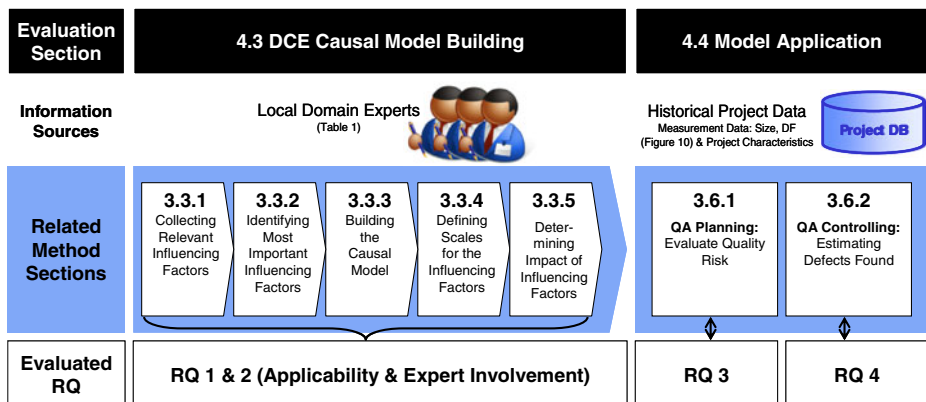 Evaluation
Section
4.3 DCE Causal Model Building
4.4 Model Application
Information
Sources
Local Domain Experts
(Table 1)
Historical Project Data
Measurement Data: Size, DF
(Figure 10) & Project Characteristics
Project DB
Related
Method
Sections
3.3.1
Collecting
Relevant
Influencing
Factors
3.3.2
Identifying
Most
Important
Influencing
Factors
3.3.3
Building
the
Causal
Model
3.3.4
Defining
Scales
for the
Influencing
Factors
3.3.5
Deter-
mining
Impact of
Influencing
Factors
3.6.1
QA Planning:
Evaluate Quality
Risk
3.6.2
QA Controlling:
Estimating
Defects Found
Evaluated
RQ
RQ 1 & 2 (Applicability & Expert Involvement)
RQ 3
RQ 4